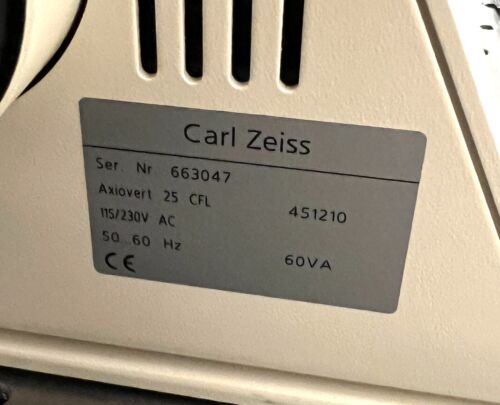 Carl Zeiss
Ser. Nr 663047
Axiovert 25 CFL 451210
115/230V AC
50 60 Hz 60VA
CE